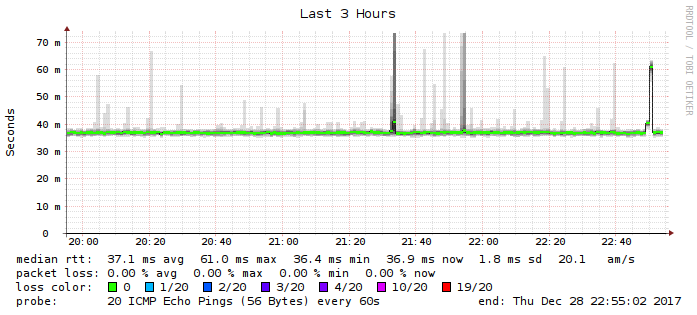 Last 3 Hours
RRDTOOL / TOBI OETIKER
Seconds
70 m
60 m
50 m
40 m
30 m
20 m
10 m
0
20:00 20:20 20:40 21:00 21:20 21:40 22:00 22:20 22:40
median rtt: 37.1 ms avg 61.0 ms max 36.4 ms min 36.9 ms now 1.8 ms sd 20.1 am/s
packet loss: 0.00 % avg 0.00 % max 0.00 % min 0.00 % now
loss color: 0 1/20 2/20 3/20 4/20 10/20 19/20
probe: 20 ICMP Echo Pings (56 Bytes) every 60s end: Thu Dec 28 22:55:02 2017